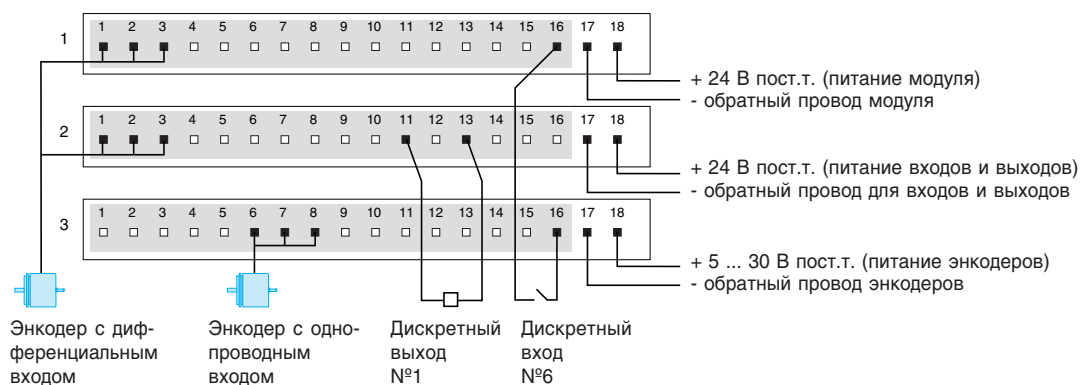 1 2 3 4 5 6 7 8 9 10 11 12 13 14 15 16 17 18
1
+ 24 В пост.т. (питание модуля)
- обратный провод модуля
1 2 3 4 5 6 7 8 9 10 11 12 13 14 15 16 17 18
2
+ 24 В пост.т. (питание входов и выходов)
- обратный провод для входов и выходов
1 2 3 4 5 6 7 8 9 10 11 12 13 14 15 16 17 18
3
+ 5 ... 30 В пост.т. (питание энкодеров)
- обратный провод энкодеров
Энкодер с диф-
ференциальным
входом
Энкодер с одно-
проводным
входом
Дискретный
выход
№1
Дискретный
вход
№6